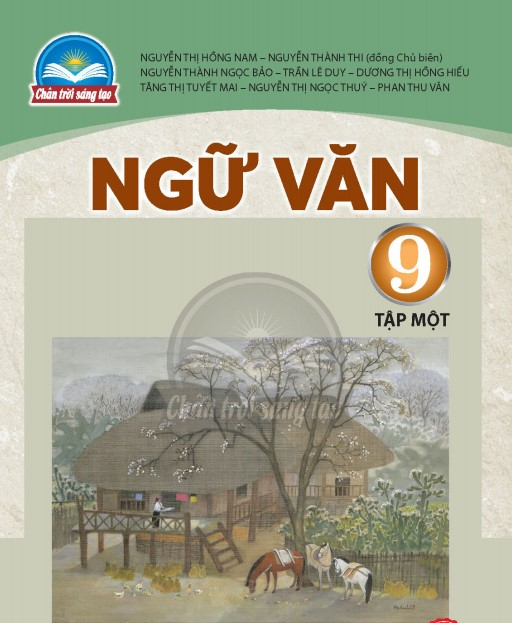 NGUYỄN THỊ HỒNG NAM – NGUYỄN THÀNH THI (đồng Chủ biên)
NGUYỄN THÀNH NGỌC BẢO – TRẦN LÊ DUY – DƯƠNG THỊ HỒNG HIẾU
TĂNG THỊ TUYẾT MAI – NGUYỄN THỊ NGỌC THUÝ – PHAN THU VÂN
Chân trời sáng tạo
NGỮ VĂN
9
TẬP MỘT
Chân trời sáng tạo